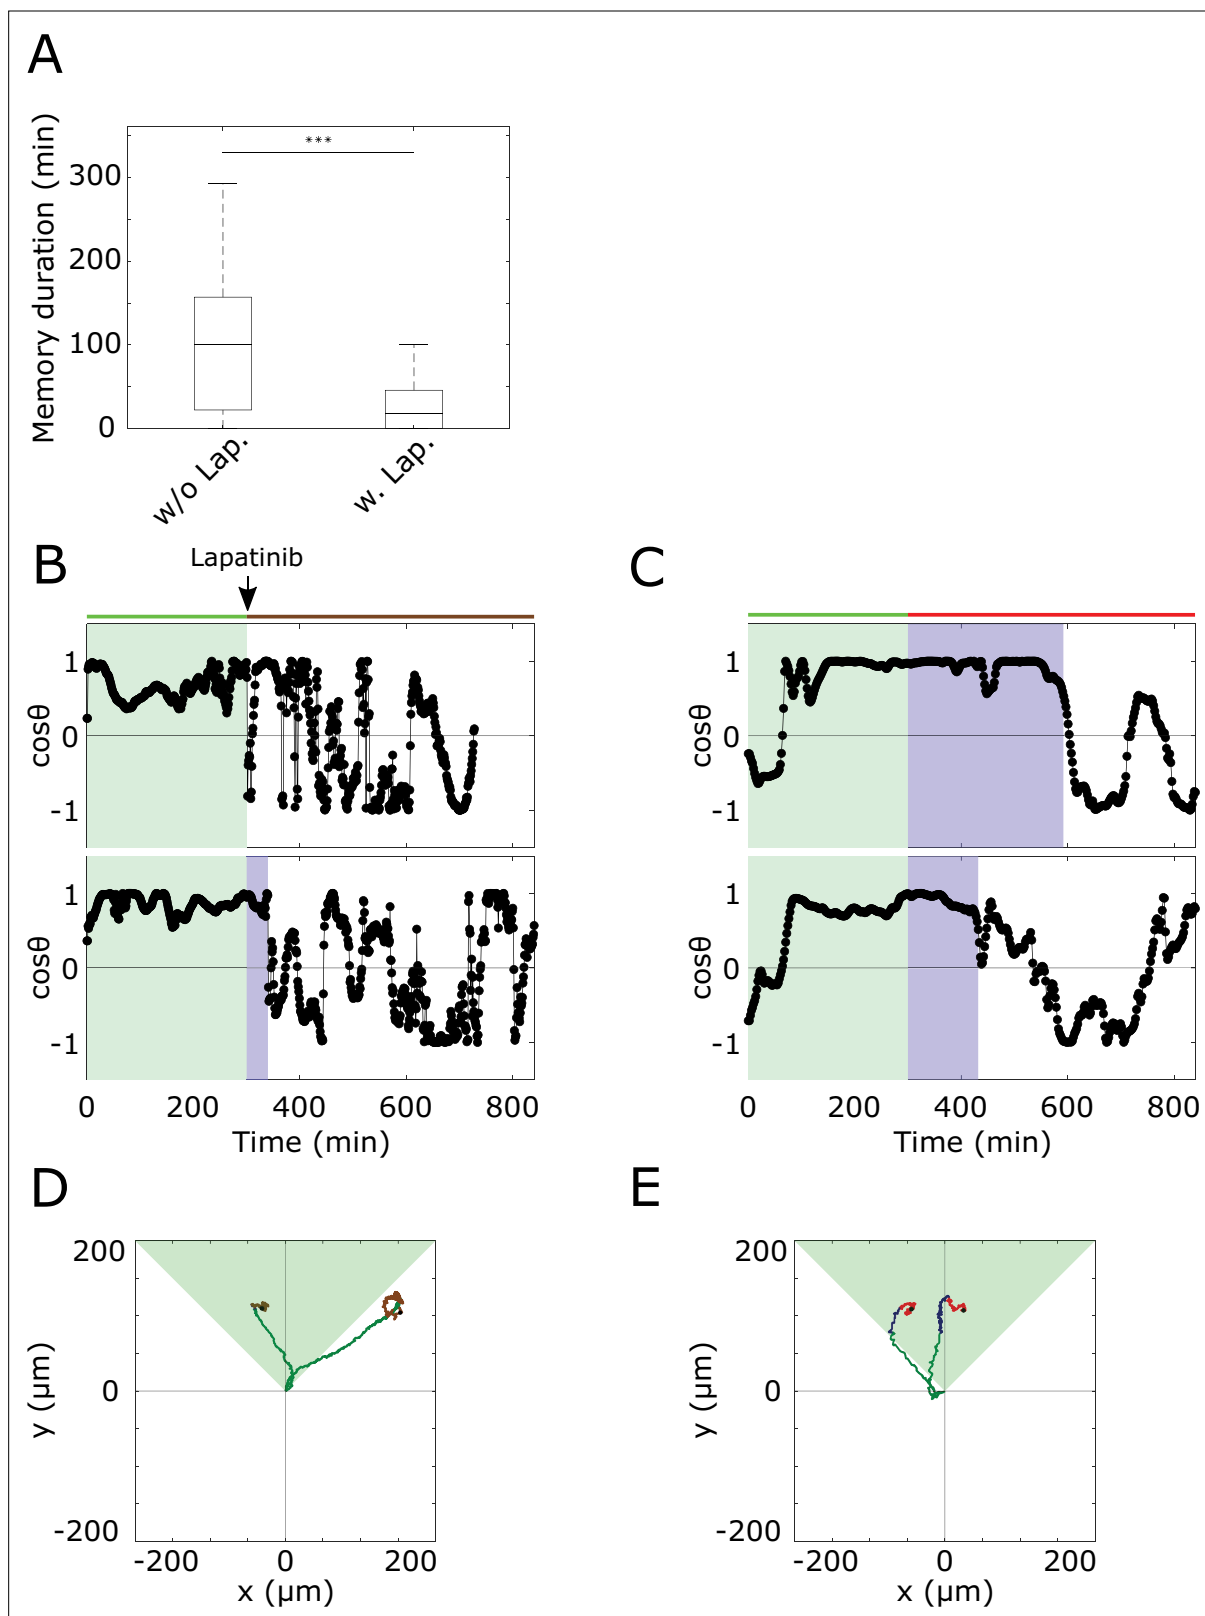 A
Memory duration (min)
300
200
100
0
***
w/o Lap.
w. Lap.
B
Lapatinib
cosθ
1
0
-1
cosθ
1
0
-1
0 200 400 600 800
Time (min)
C
cosθ
1
0
-1
cosθ
1
0
-1
0 200 400 600 800
Time (min)
D
y (µm)
200
0
-200
-200 0 200
x (µm)
E
y (µm)
200
0
-200
-200 0 200
x (µm)